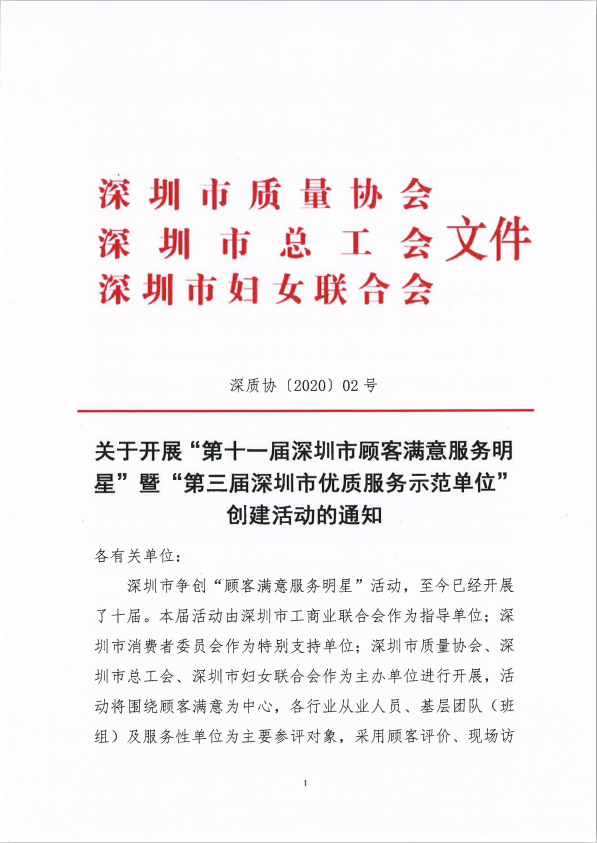 深圳市质量协会
深圳市总工会 文件
深圳市妇女联合会
深质协〔2020〕02号
关于开展“第十一届深圳市顾客满意服务明
星”暨“第三届深圳市优质服务示范单位”
创建活动的通知
各有关单位：
深圳市争创“顾客满意服务明星”活动，至今已经开展
了十届。本届活动由深圳市工商业联合会作为指导单位；深
圳市消费者委员会作为特别支持单位；深圳市质量协会、深
圳市总工会、深圳市妇女联合会作为主办单位进行开展，活
动将围绕顾客满意为中心，各行业从业人员、基层团队（班
组）及服务性单位为主要参评对象，采用顾客评价、现场访
1